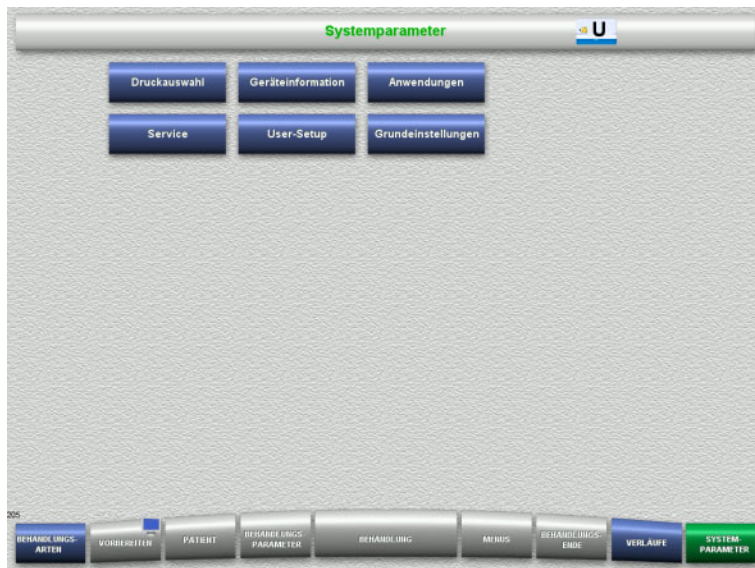 Systemparameter
U
Druckauswahl
Geräteinformation
Anwendungen
Service
User-Setup
Grundeinstellungen
205
BEHANDLUNGS-
ARTEN
VORBEREITEN
PATIENT
BEHANDLUNGS-
PARAMETER
BEHANDLUNG
MENUS
BEHANDLUNGS-
ENDE
VERLÄUFE
SYSTEM-
PARAMETER